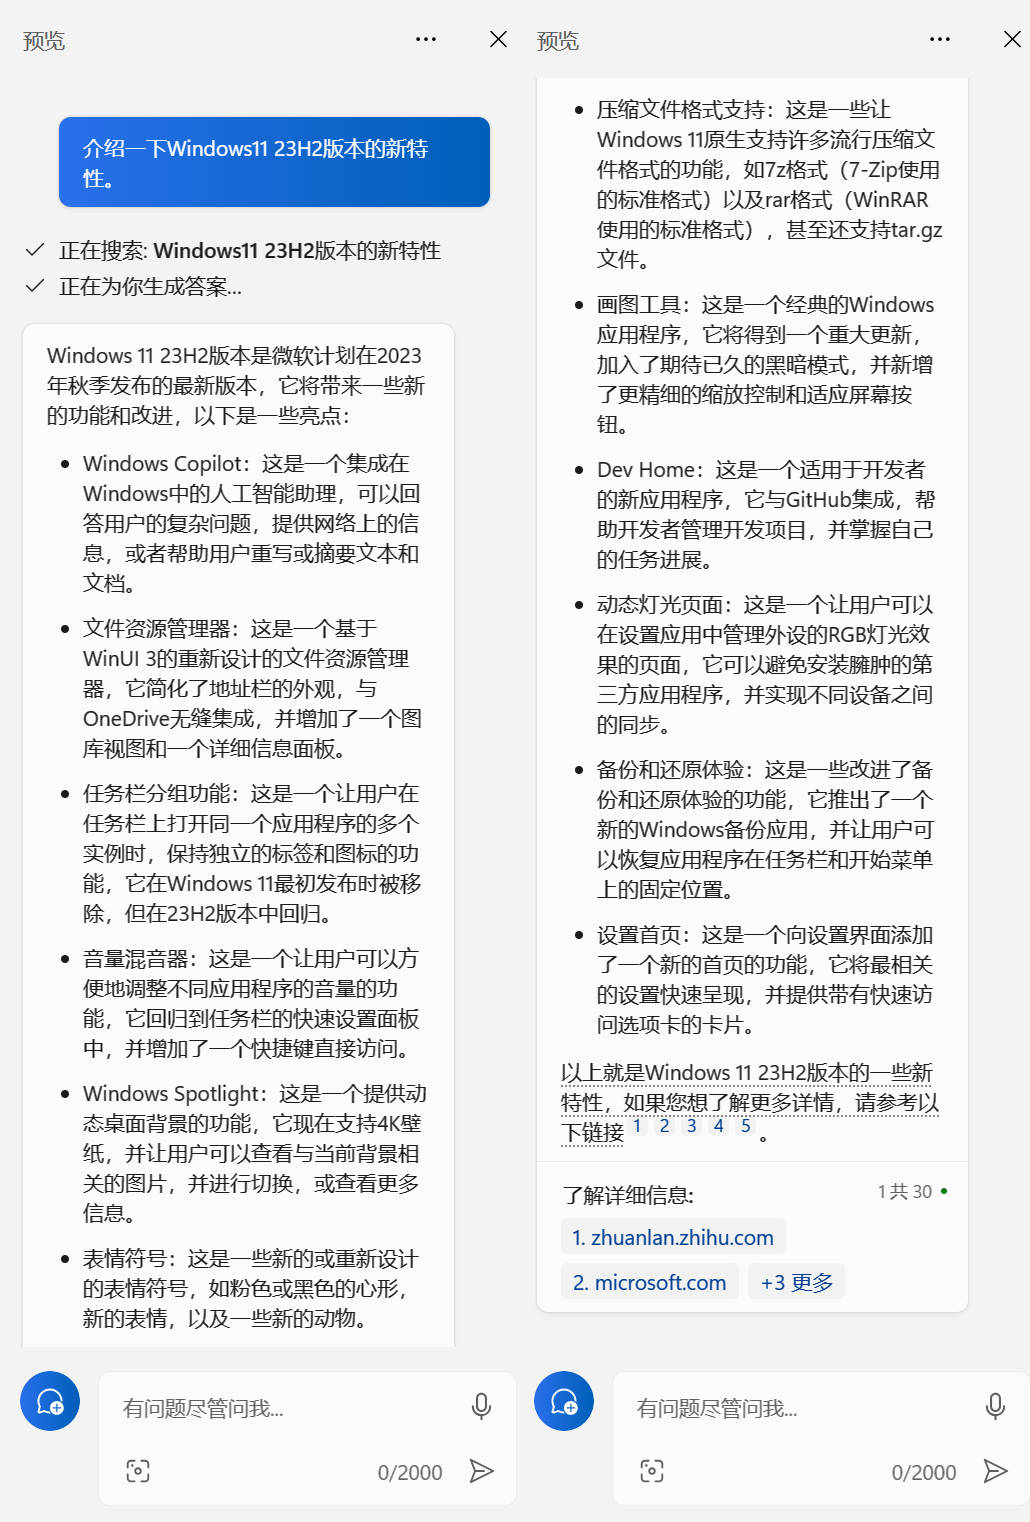 预览
介绍一下Windows11 23H2版本的新特
性。
正在搜索: Windows11 23H2版本的新特性
正在为你生成答案...
Windows 11 23H2版本是微软计划在2023
年秋季发布的最新版本，它将带来一些新
的功能和改进，以下是一些亮点：
Windows Copilot：这是一个集成在
Windows中的人工智能助理，可以回
答用户的复杂问题，提供网络上的信
息，或者帮助用户重写或摘要文本和
文档。
文件资源管理器：这是一个基于
WinUI 3的重新设计的文件资源管理
器，它简化了地址栏的外观，与
OneDrive无缝集成，并增加了一个图
库视图和一个详细信息面板。
任务栏分组功能：这是一个让用户在
任务栏上打开同一个应用程序的多个
实例时，保持独立的标签和图标的功
能，它在Windows 11最初发布时被移
除，但在23H2版本中回归。
音量混音器：这是一个让用户可以方
便地调整不同应用程序的音量的功
能，它回归到任务栏的快速设置面板
中，并增加了一个快捷键直接访问。
Windows Spotlight：这是一个提供动
态桌面背景的功能，它现在支持4K壁
纸，并让用户可以查看与当前背景相
关的图片，并进行切换，或查看更多
信息。
表情符号：这是一些新的或重新设计
的表情符号，如粉色或黑色的心形，
新的表情，以及一些新的动物。
有问题尽管问我...
0/2000
预览
压缩文件格式支持：这是一些让
Windows 11原生支持许多流行压缩文
件格式的功能，如7z格式（7-Zip使用
的标准格式）以及rar格式（WinRAR
使用的标准格式），甚至还支持tar.gz
文件。
画图工具：这是一个经典的Windows
应用程序，它将得到一个重大更新，
加入了期待已久的黑暗模式，并新增
了更精细的缩放控制和适应屏幕按
钮。
Dev Home：这是一个适用于开发者
的新应用程序，它与GitHub集成，帮
助开发者管理开发项目，并掌握自己
的任务进展。
动态灯光页面：这是一个让用户可以
在设置应用中管理外设的RGB灯光效
果的页面，它可以避免安装臃肿的第
三方应用程序，并实现不同设备之间
的同步。
备份和还原体验：这是一些改进了备
份和还原体验的功能，它推出了一个
新的Windows备份应用，并让用户可
以恢复应用程序在任务栏和开始菜单
上的固定位置。
设置首页：这是一个向设置界面添加
了一个新的首页的功能，它将最相关
的设置快速呈现，并提供带有快速访
问选项卡的卡片。
以上就是Windows 11 23H2版本的一些新
特性，如果您想了解更多详情，请参考以
下链接 1 2 3 4 5 。
了解详细信息: 1 共 30
1. zhuanlan.zhihu.com
2. microsoft.com +3 更多
有问题尽管问我...
0/2000